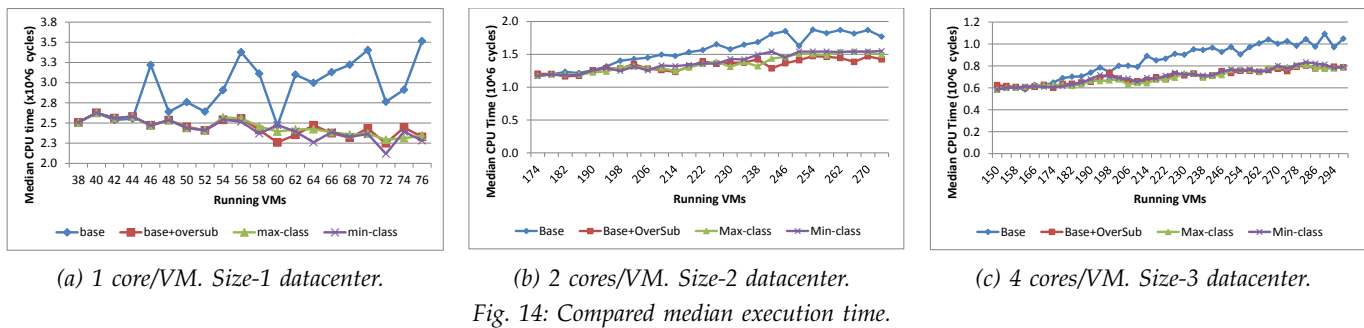 Median CPU Time (x10^6 cycles)
3.8
3.5
3.3
3.0
2.8
2.5
2.3
2.0
38 40 42 44 46 48 50 52 54 56 58 60 62 64 66 68 70 72 74 76
Running VMs
base base+oversub max-class min-class
(a) 1 core/VM. Size-1 datacenter.
Median CPU Time (10^6 cycles)
2.0
1.5
1.0
0.5
0.0
174 182 190 198 206 214 222 230 238 246 254 262 270
Running VMs
Base Base+OverSub Max-class Min-class
(b) 2 cores/VM. Size-2 datacenter.
Median CPU Time (10^6 cycles)
1.2
1.0
0.8
0.6
0.4
0.2
0.0
150 158 166 174 182 190 198 206 214 222 230 238 246 254 262 270 278 286 294
Running VMs
Base Base+OverSub Max-class Min-class
(c) 4 cores/VM. Size-3 datacenter.
Fig. 14: Compared median execution time.